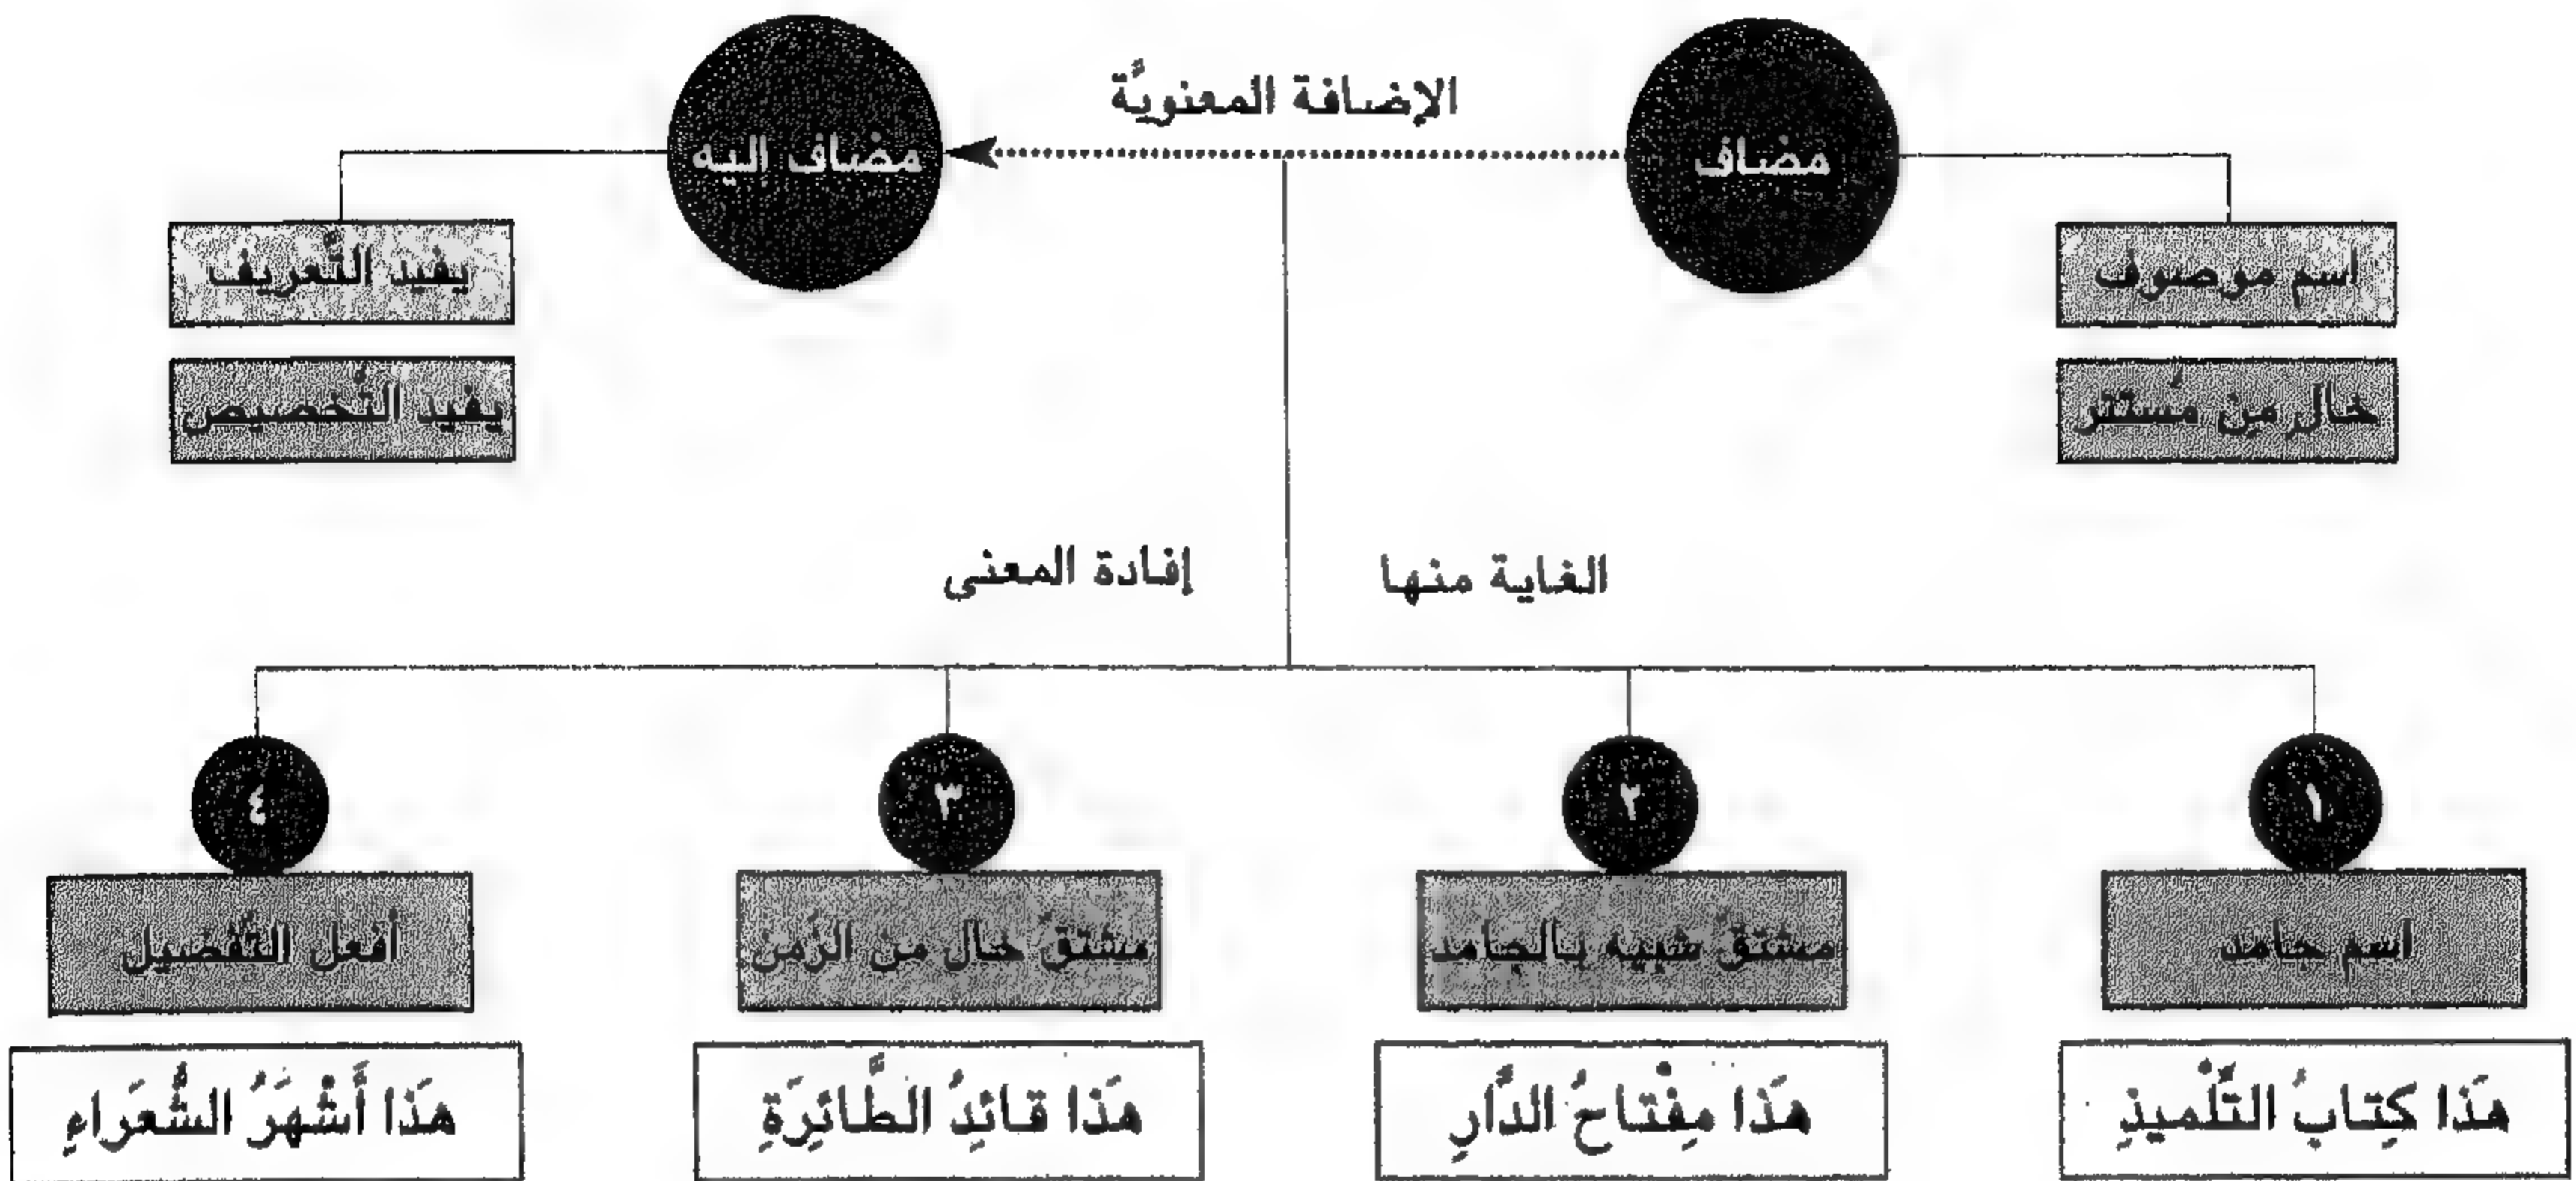 الإضافة المعنويَّة
مضاف
مضاف إليه
اسم موصوف
خالٍ من مُستتر
يفيد التَّعريف
يفيد التَّخصيص
الغاية منها
إفادة المعنى
١
اسم جامد
هَذا كِتابُ التِّلْميذِ
٢
مشتقّ شبيه بالجامد
هَذا مِفْتاحُ الدَّارِ
٣
مشتقّ خال من الزَّمن
هَذا قائِدُ الطَّائِرَةِ
٤
أفعل التَّفضيل
هَذا أَشْهَرُ الشُّعَراءِ